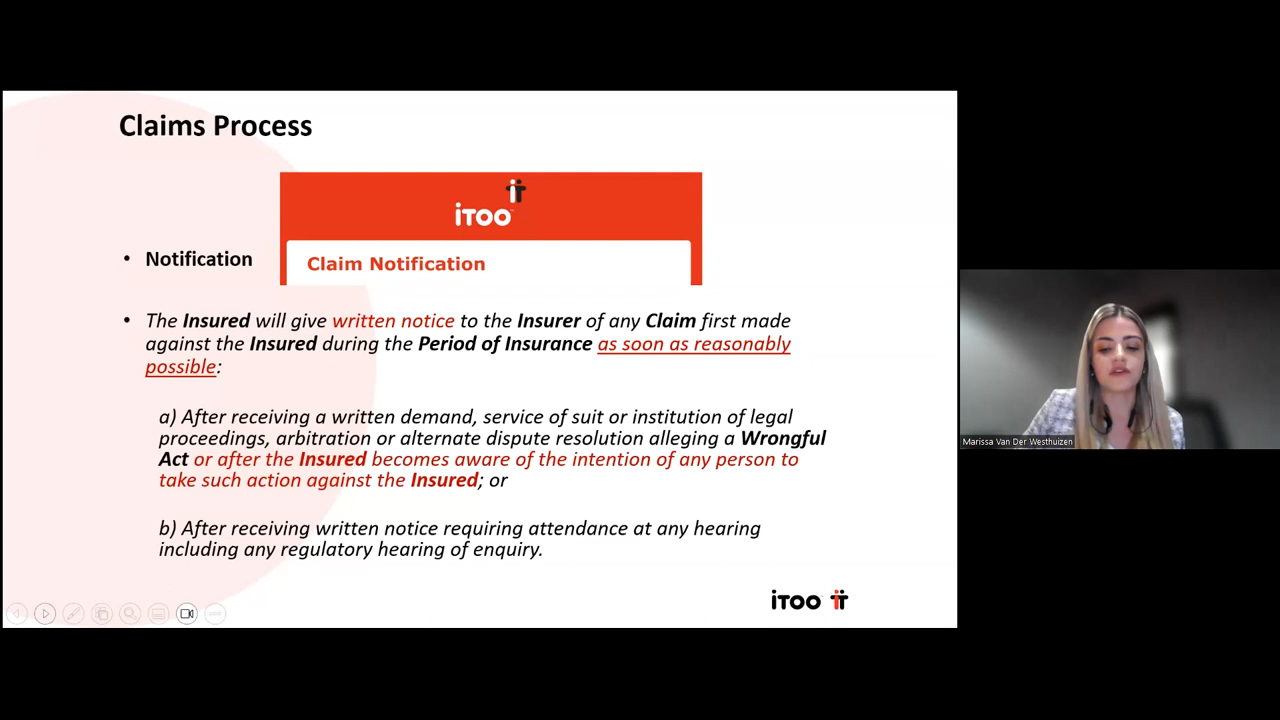 Claims Process
iTOO
• Notification
Claim Notification
• The Insured will give written notice to the Insurer of any Claim first made
against the Insured during the Period of Insurance as soon as reasonably
possible:
a) After receiving a written demand, service of suit or institution of legal
proceedings, arbitration or alternate dispute resolution alleging a Wrongful
Act or after the Insured becomes aware of the intention of any person to
take such action against the Insured; or
b) After receiving written notice requiring attendance at any hearing
including any regulatory hearing of enquiry.
iTOO
Marissa Van Der Westhuizen